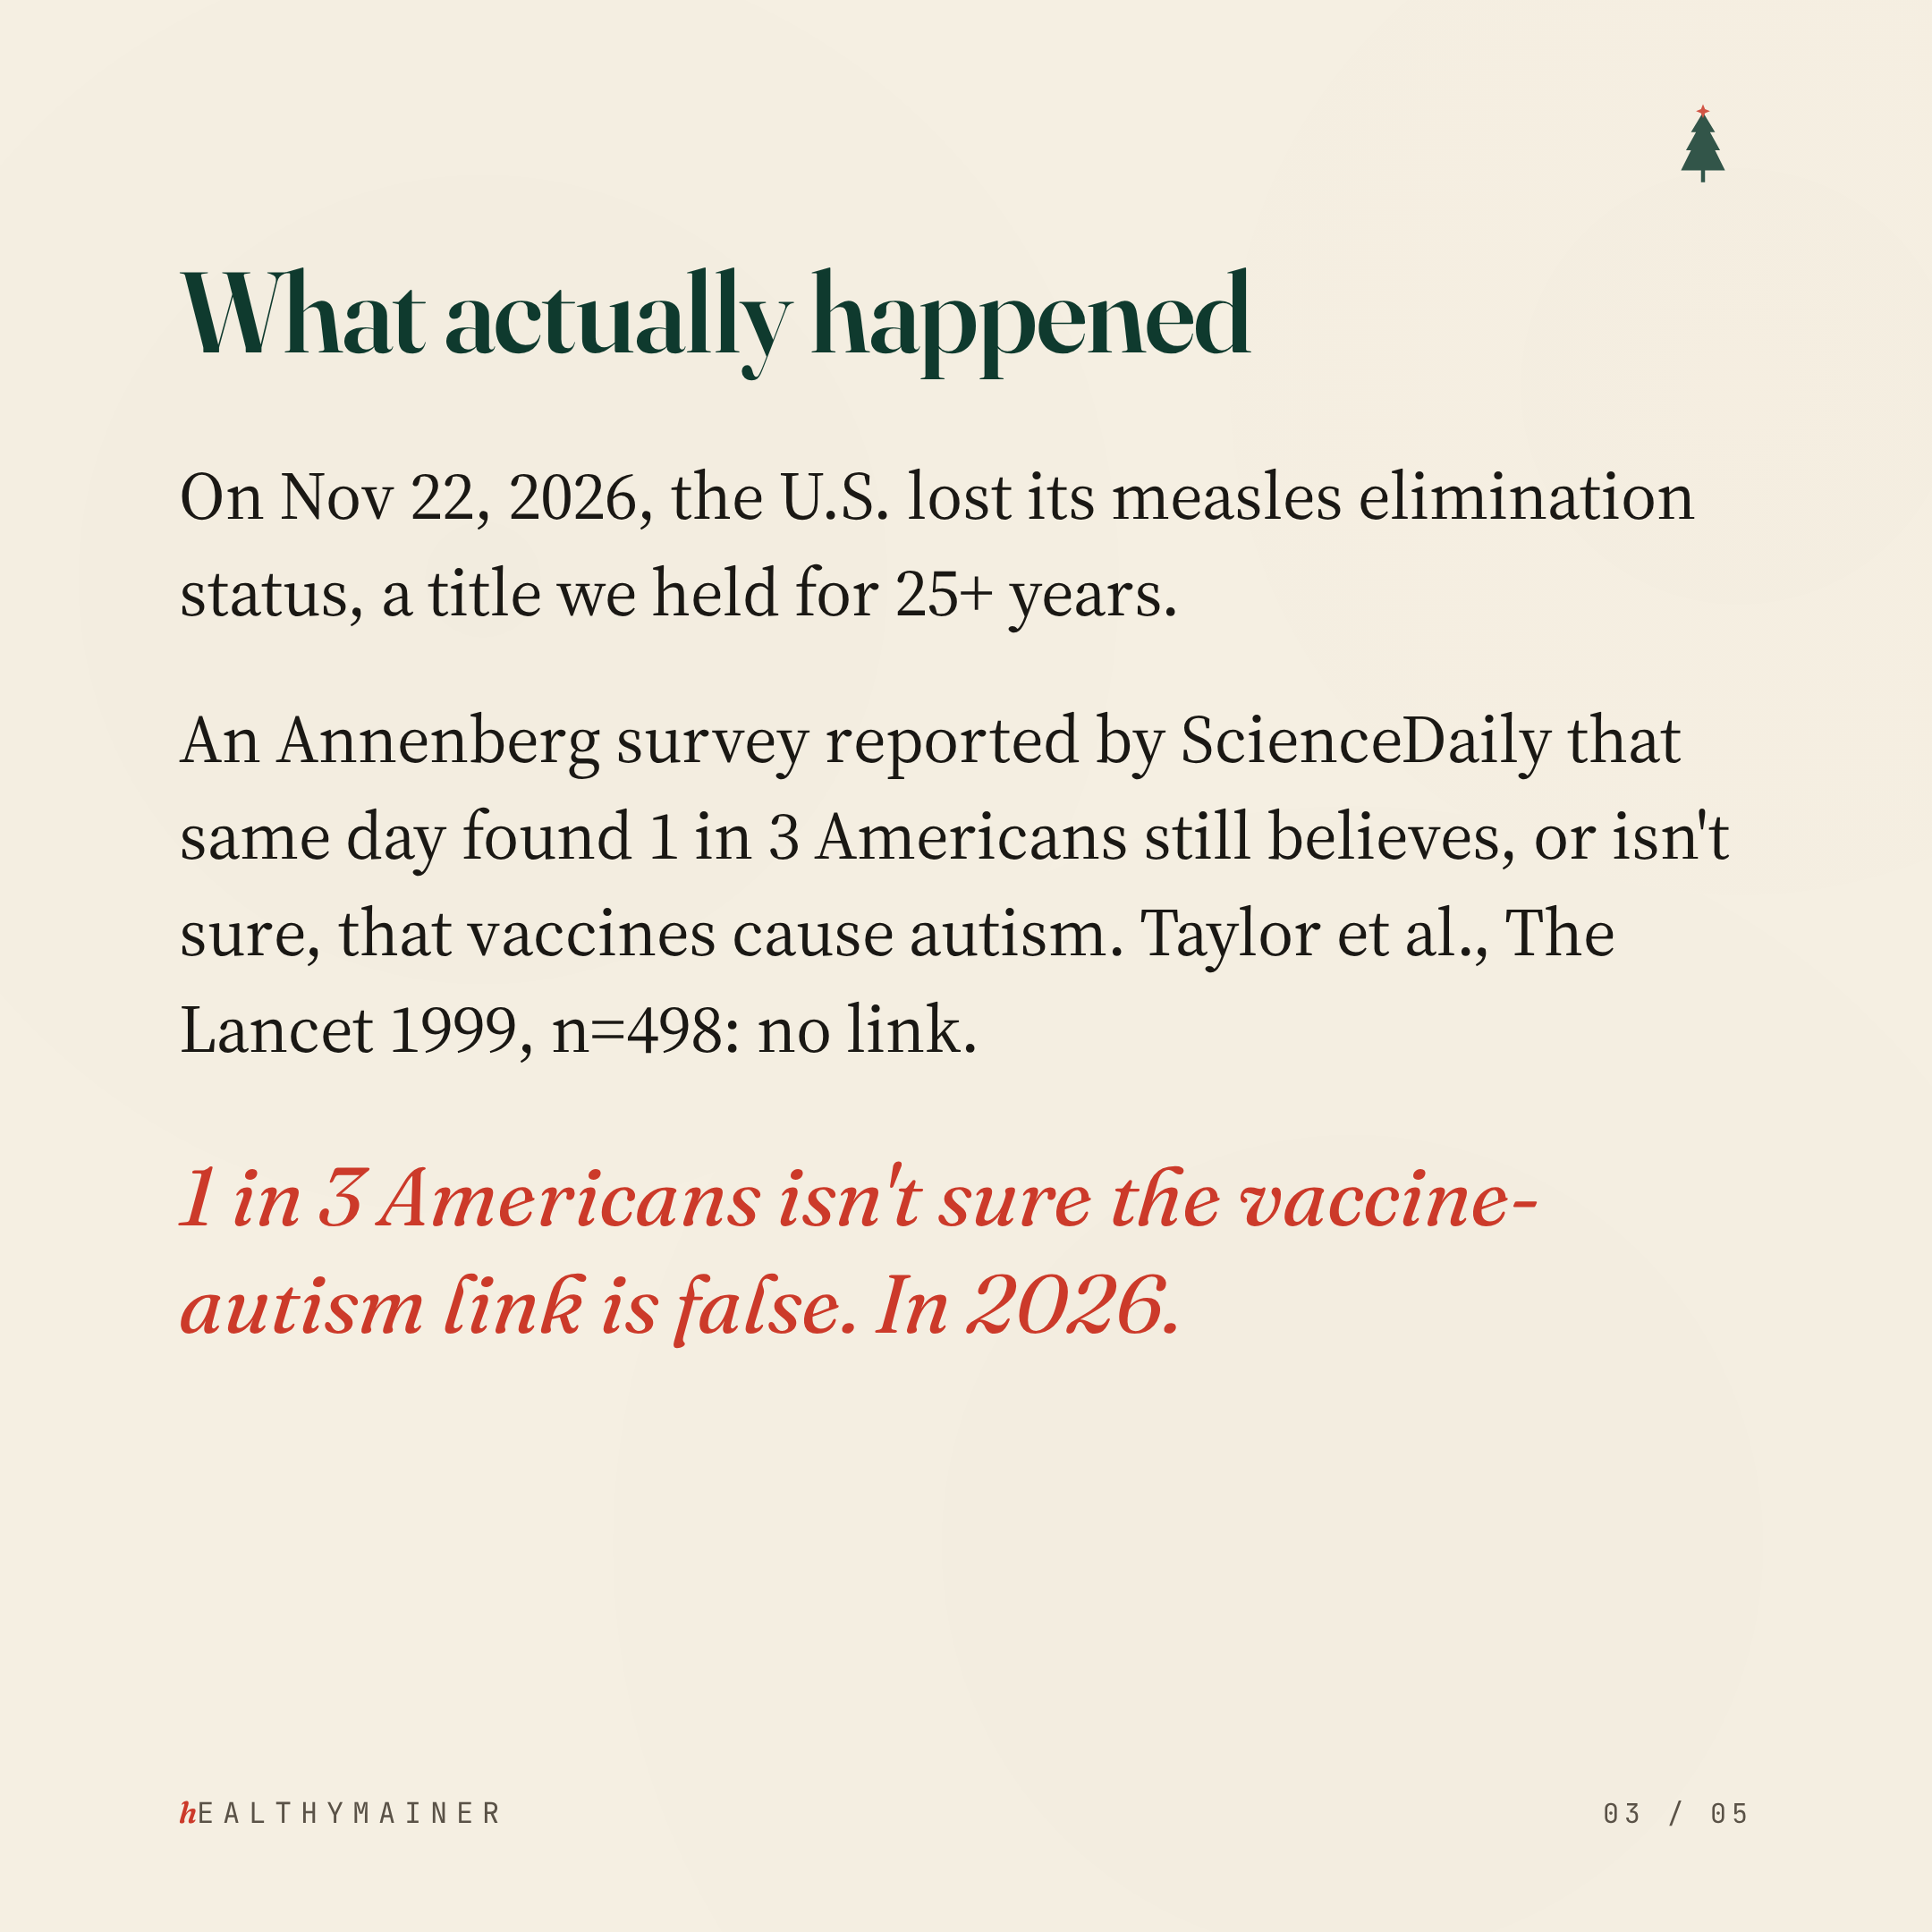 What actually happened
On Nov 22, 2026, the U.S. lost its measles elimination
status, a title we held for 25+ years.
An Annenberg survey reported by ScienceDaily that
same day found 1 in 3 Americans still believes, or isn't
sure, that vaccines cause autism. Taylor et al., The
Lancet 1999, n=498: no link.
1 in 3 Americans isn't sure the vaccine-
autism link is false. In 2026.
hEALTHYMAINER
03 / 05